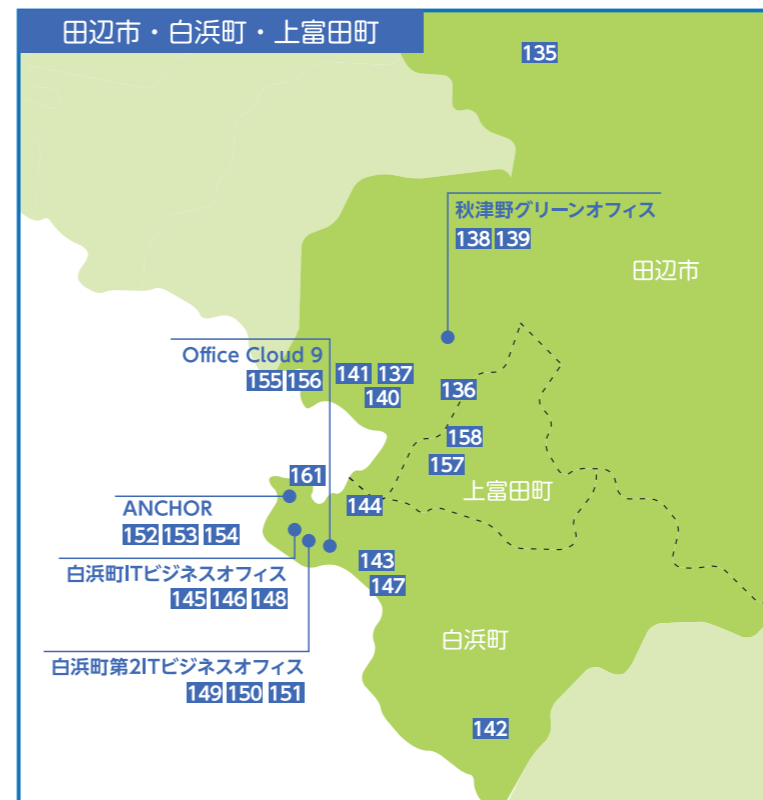 田辺市・白浜町・上富田町
135
秋津野グリーンオフィス
138 139
田辺市
Office Cloud 9
155 156
141 137
140
136
158
157
上富田町
161
144
ANCHOR
152 153 154
143
147
白浜町ITビジネスオフィス
145 146 148
白浜町
白浜町第2ITビジネスオフィス
149 150 151
142